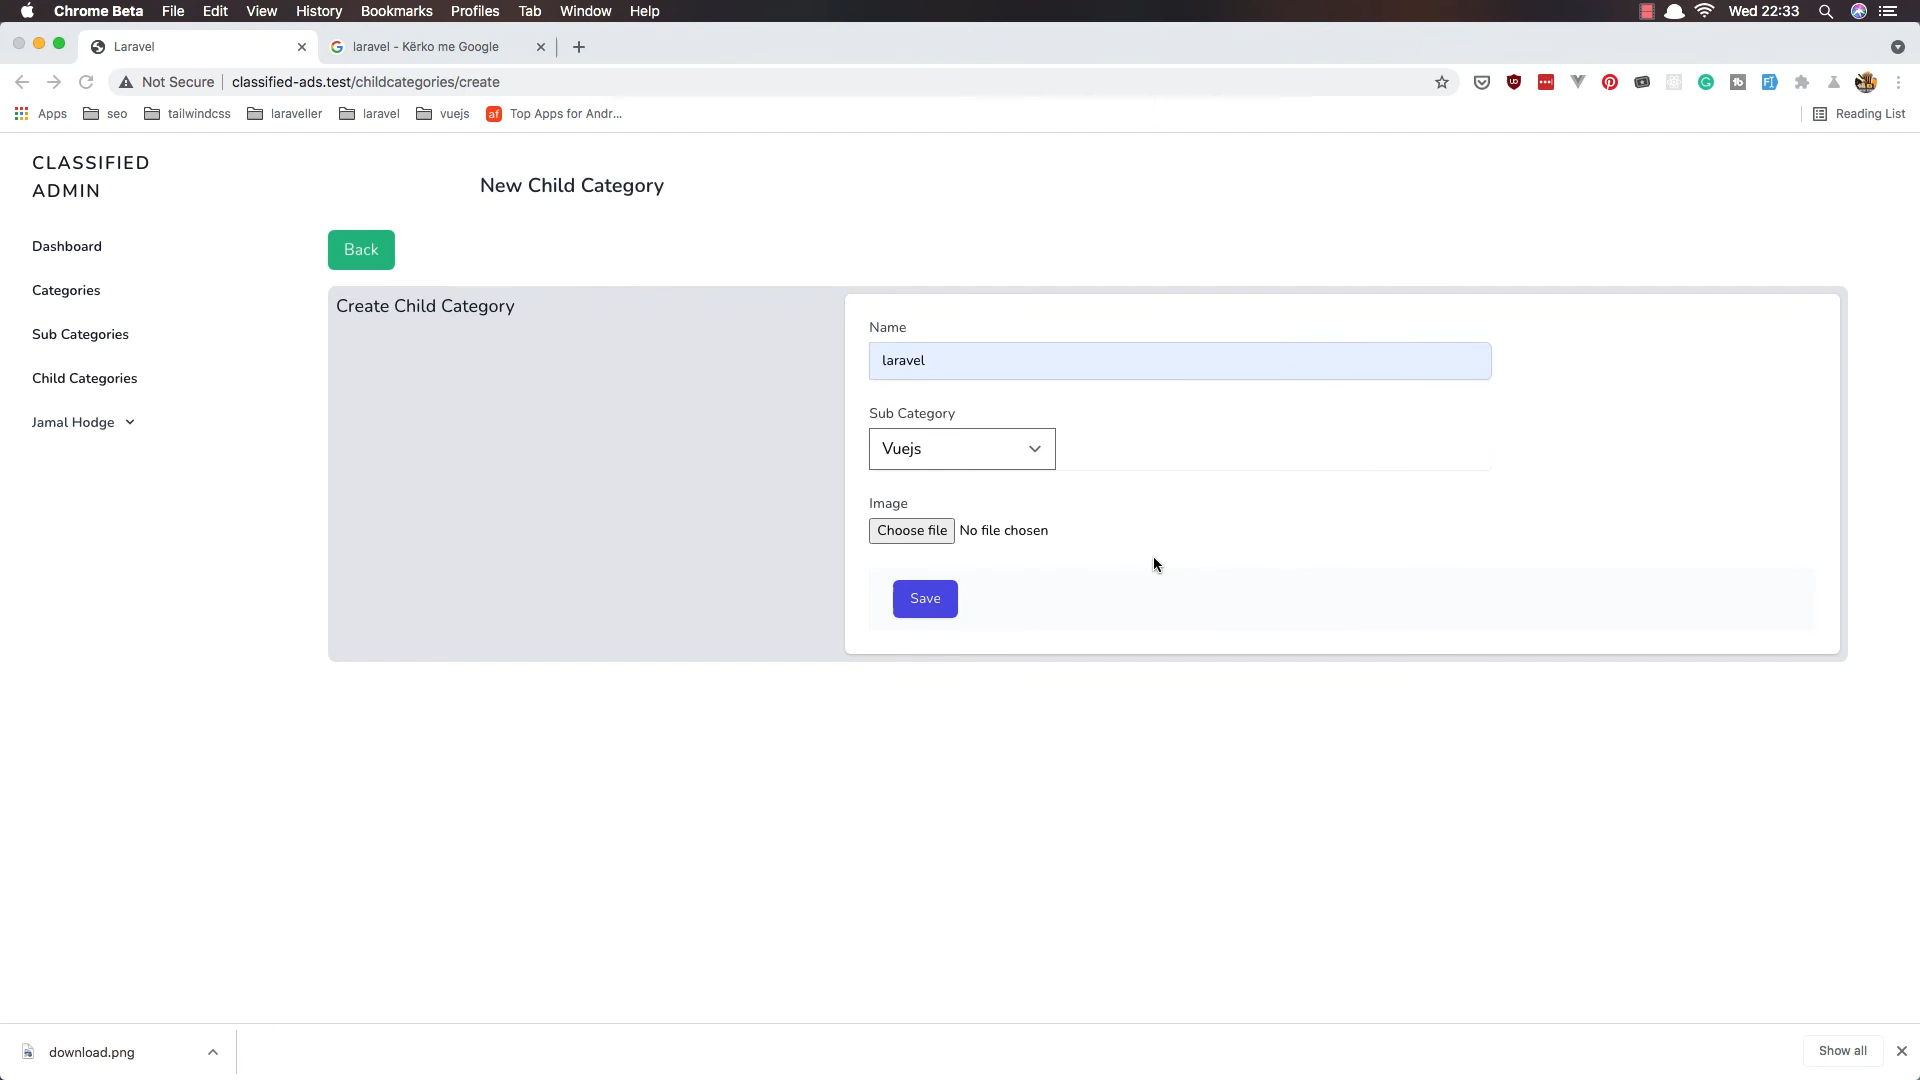 Chrome Beta File Edit View History Bookmarks Profiles Tab Window Help Wed 22:33
Laravel laravel - Kërko me Google
Not Secure classified-ads.test/childcategories/create
Apps seo tailwindcss laraveller laravel vuejs af Top Apps for Andr... Reading List
CLASSIFIED
ADMIN
New Child Category
Dashboard
Back
Categories
Create Child Category
Name
Sub Categories
laravel
Child Categories
Sub Category
Jamal Hodge
Vuejs
Image
Choose file No file chosen
Save
download.png Show all